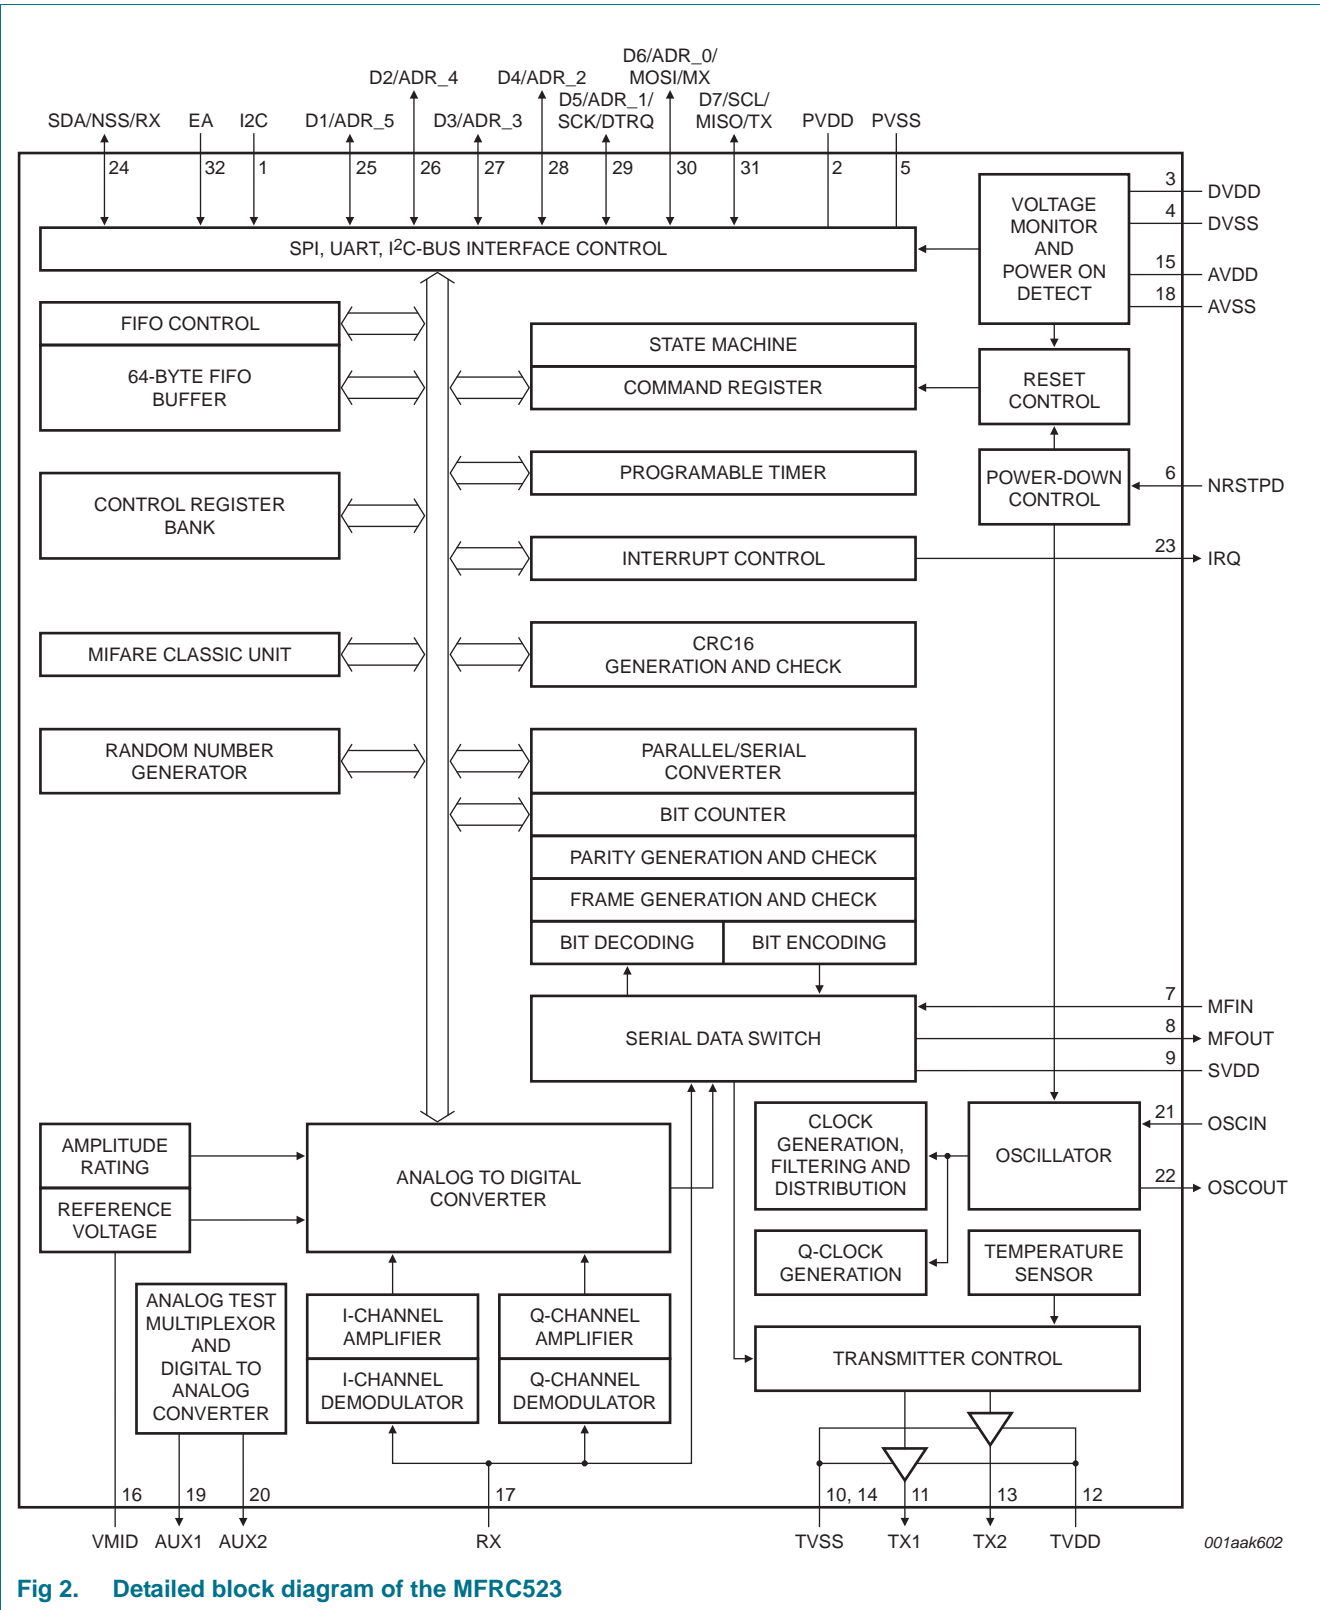 D6/ADR_0/
MOSI/MX
D2/ADR_4
D4/ADR_2
D5/ADR_1/
SCK/DTRQ
D7/SCL/
MISO/TX
SDA/NSS/RX
EA
I2C
D1/ADR_5
D3/ADR_3
PVDD
PVSS
24
32
1
25
26
27
28
29
30
31
2
5
SPI, UART, I2C-BUS INTERFACE CONTROL
VOLTAGE
MONITOR
AND
POWER ON
DETECT
3
DVDD
4
DVSS
15
AVDD
18
AVSS
FIFO CONTROL
64-BYTE FIFO
BUFFER
STATE MACHINE
COMMAND REGISTER
RESET
CONTROL
CONTROL REGISTER
BANK
PROGRAMABLE TIMER
POWER-DOWN
CONTROL
6
NRSTPD
INTERRUPT CONTROL
23
IRQ
MIFARE CLASSIC UNIT
CRC16
GENERATION AND CHECK
RANDOM NUMBER
GENERATOR
PARALLEL/SERIAL
CONVERTER
BIT COUNTER
PARITY GENERATION AND CHECK
FRAME GENERATION AND CHECK
BIT DECODING
BIT ENCODING
SERIAL DATA SWITCH
7
MFIN
8
MFOUT
9
SVDD
AMPLITUDE
RATING
REFERENCE
VOLTAGE
ANALOG TO DIGITAL
CONVERTER
CLOCK
GENERATION,
FILTERING AND
DISTRIBUTION
OSCILLATOR
21
OSCIN
22
OSCOUT
Q-CLOCK
GENERATION
TEMPERATURE
SENSOR
ANALOG TEST
MULTIPLEXOR
AND
DIGITAL TO
ANALOG
CONVERTER
I-CHANNEL
AMPLIFIER
I-CHANNEL
DEMODULATOR
Q-CHANNEL
AMPLIFIER
Q-CHANNEL
DEMODULATOR
TRANSMITTER CONTROL
16
19
20
17
10, 14
11
13
12
VMID
AUX1
AUX2
RX
TVSS
TX1
TX2
TVDD
001aak602
Fig 2. Detailed block diagram of the MFRC523